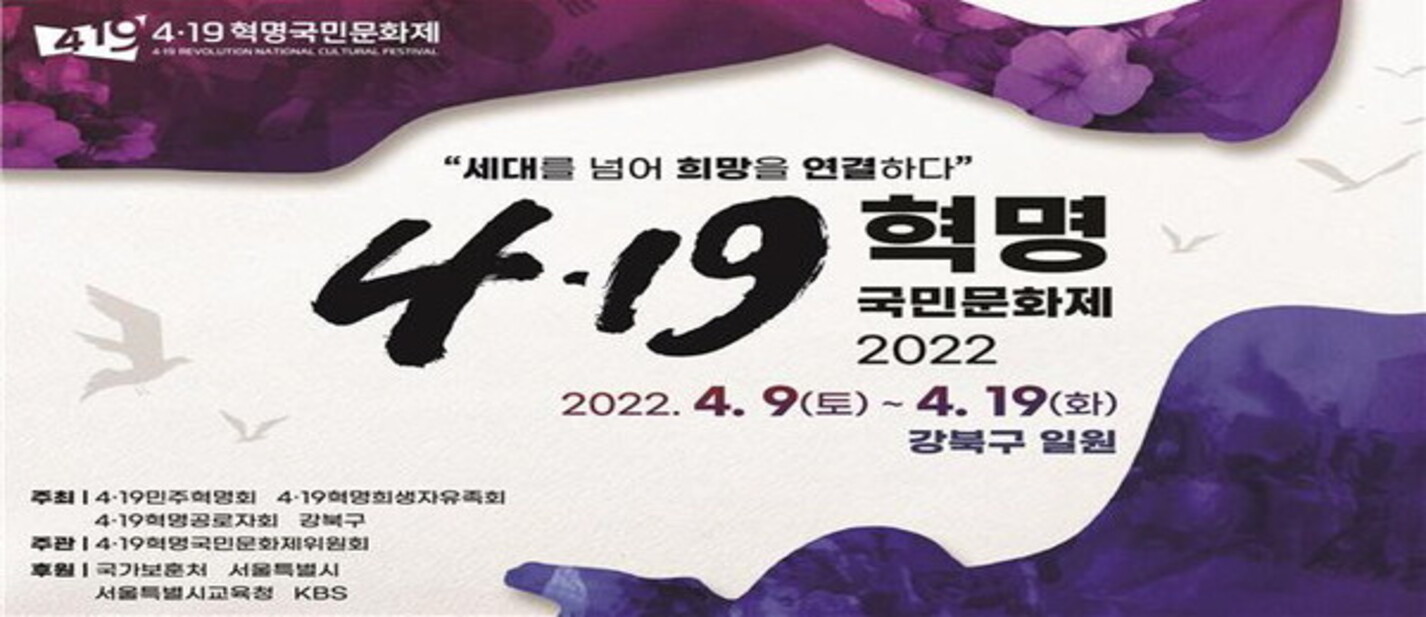 419 4·19혁명국민문화제
4·19 REVOLUTION NATIONAL CULTURAL FESTIVAL
“세대를 넘어 희망을 연결하다”
4·19 혁명
국민문화제
2022
2022. 4. 9(토) ~ 4. 19(화)
강북구 일원
주최 | 4·19민주혁명회 4·19혁명희생자유족회
4·19혁명공로자회 강북구
주관 | 4·19혁명국민문화제위원회
후원 | 국가보훈처 서울특별시
서울특별시교육청 KBS